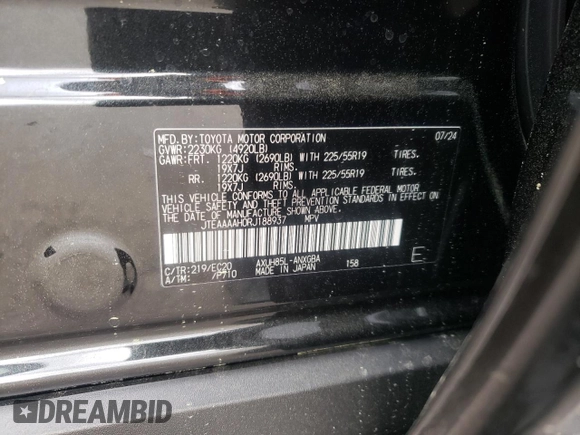 MFD.BY:TOYOTA MOTOR CORPORATION 07/24
GVWR:2230KG (4920LB)
GAWR:FRT. 1220KG (2690LB) WITH 225/55R19 TIRES.
19X7J RIMS.
RR. 1220KG (2690LB) WITH 225/55R19 TIRES.
19X7J RIMS.
THIS VEHICLE CONFORMS TO ALL APPLICABLE FEDERAL MOTOR
VEHICLE SAFETY AND THEFT PREVENTION STANDARDS IN EFFECT ON
THE DATE OF MANUFACTURE SHOWN ABOVE.
JTEAAAAH0RJ188937 MPV
C/TR:219/EC20 AXUH85L-ANXGBA
A/TM: /P710 MADE IN JAPAN 158 E
DREAMBID